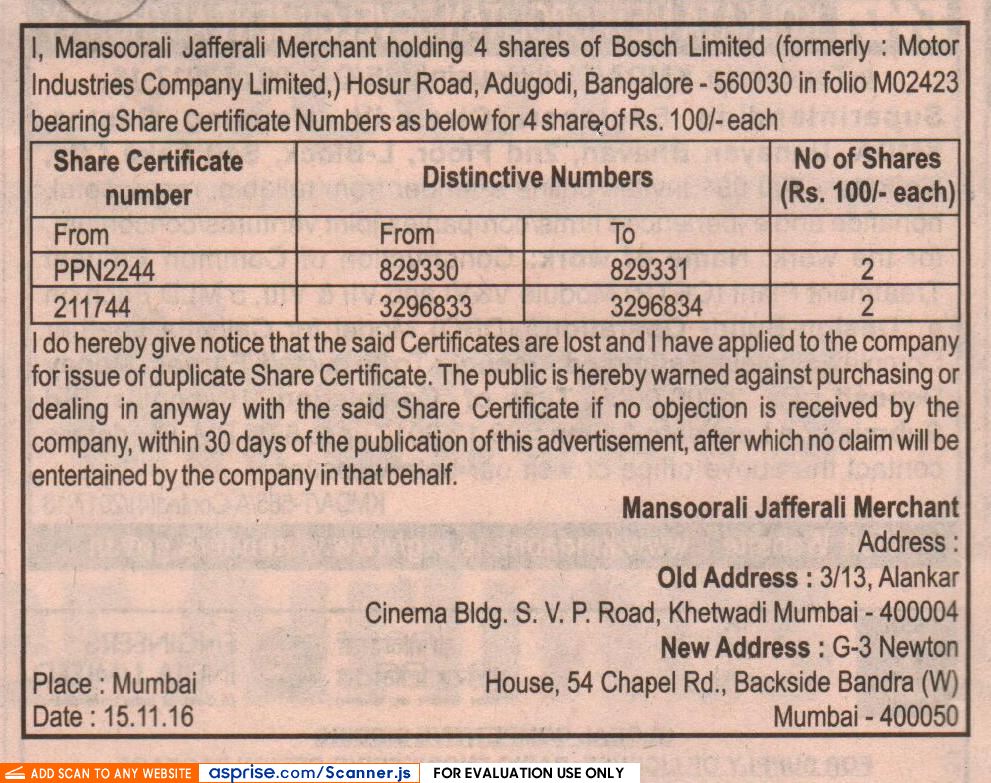 I, Mansoorali Jafferali Merchant holding 4 shares of Bosch Limited (formerly : Motor
Industries Company Limited,) Hosur Road, Adugodi, Bangalore - 560030 in folio M02423
bearing Share Certificate Numbers as below for 4 share of Rs. 100/- each
Share Certificate number Distinctive Numbers No of Shares (Rs. 100/- each)
From From To
PPN2244 829330 829331 2
211744 3296833 3296834 2
I do hereby give notice that the said Certificates are lost and I have applied to the company
for issue of duplicate Share Certificate. The public is hereby warned against purchasing or
dealing in anyway with the said Share Certificate if no objection is received by the
company, within 30 days of the publication of this advertisement, after which no claim will be
entertained by the company in that behalf.
Mansoorali Jafferali Merchant
Address :
Old Address : 3/13, Alankar
Cinema Bldg. S. V. P. Road, Khetwadi Mumbai - 400004
New Address : G-3 Newton
Place : Mumbai House, 54 Chapel Rd., Backside Bandra (W)
Date : 15.11.16 Mumbai - 400050
ADD SCAN TO ANY WEBSITE asprise.com/Scanner.js FOR EVALUATION USE ONLY